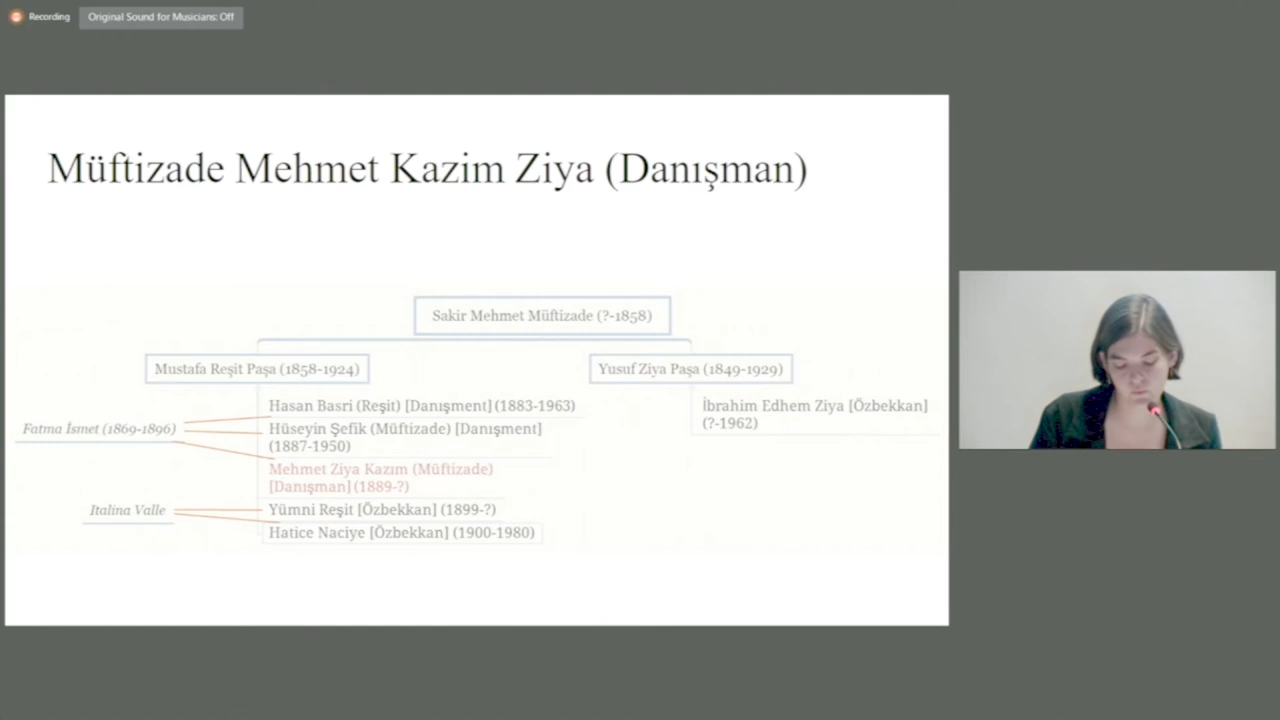 Recording
Original Sound for Musicians: Off
Müftizade Mehmet Kazim Ziya (Danışman)
Sakir Mehmet Müftizade (?-1858)
Mustafa Reşit Paşa (1858-1924)
Yusuf Ziya Paşa (1849-1929)
Hasan Basri (Reşit) [Danışment] (1883-1963)
İbrahim Edhem Ziya [Özbekkan]
(?-1962)
Fatma İsmet (1869-1896)
Hüseyin Şefik (Müftizade) [Danışment]
(1887-1950)
Mehmet Ziya Kazım (Müftizade)
[Danışman] (1889-?)
Italina Valle
Yümni Reşit [Özbekkan] (1899-?)
Hatice Naciye [Özbekkan] (1900-1980)